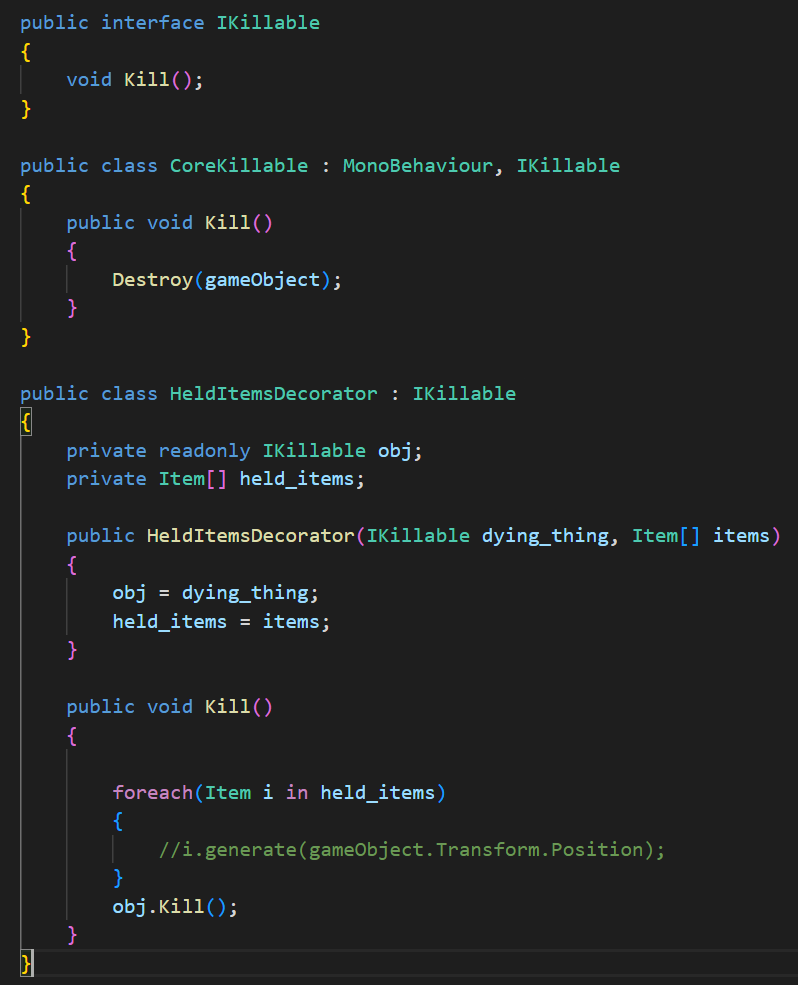 public interface IKillable
{
    void Kill();
}

public class CoreKillable : MonoBehaviour, IKillable
{
    public void Kill()
    {
        Destroy(gameObject);
    }
}

public class HeldItemsDecorator : IKillable
{
    private readonly IKillable obj;
    private Item[] held_items;

    public HeldItemsDecorator(IKillable dying_thing, Item[] items)
    {
        obj = dying_thing;
        held_items = items;
    }

    public void Kill()
    {

        foreach(Item i in held_items)
        {
            //i.generate(gameObject.Transform.Position);
        }
        obj.Kill();
    }
}